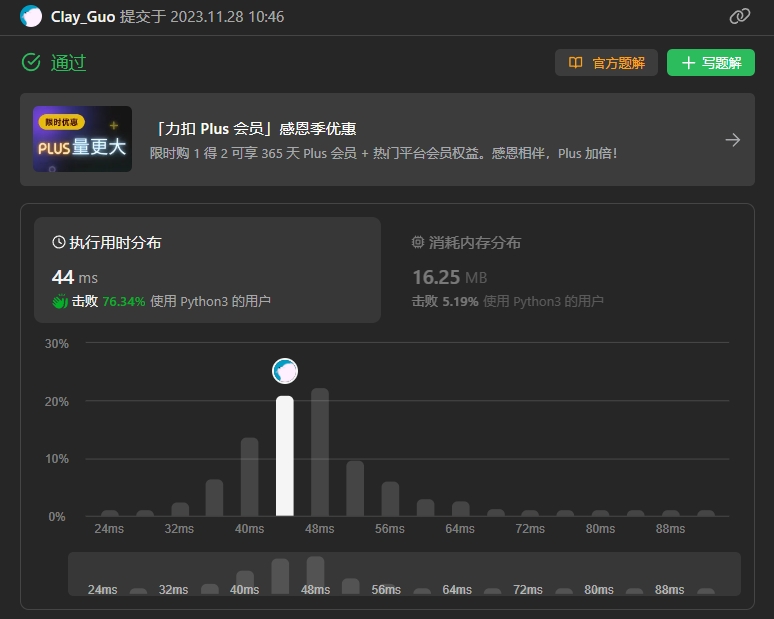 Clay_Guo 提交于 2023.11.28 10:46
通过
官方题解
写题解
限时优惠
PLUS量更大
「力扣 Plus 会员」感恩季优惠
限时购 1 得 2 可享 365 天 Plus 会员 + 热门平台会员权益。感恩相伴，Plus 加倍！
执行用时分布
44 ms
击败 76.34% 使用 Python3 的用户
消耗内存分布
16.25 MB
击败 5.19% 使用 Python3 的用户
30%
20%
10%
0%
24ms 32ms 40ms 48ms 56ms 64ms 72ms 80ms 88ms
24ms 32ms 40ms 48ms 56ms 64ms 72ms 80ms 88ms